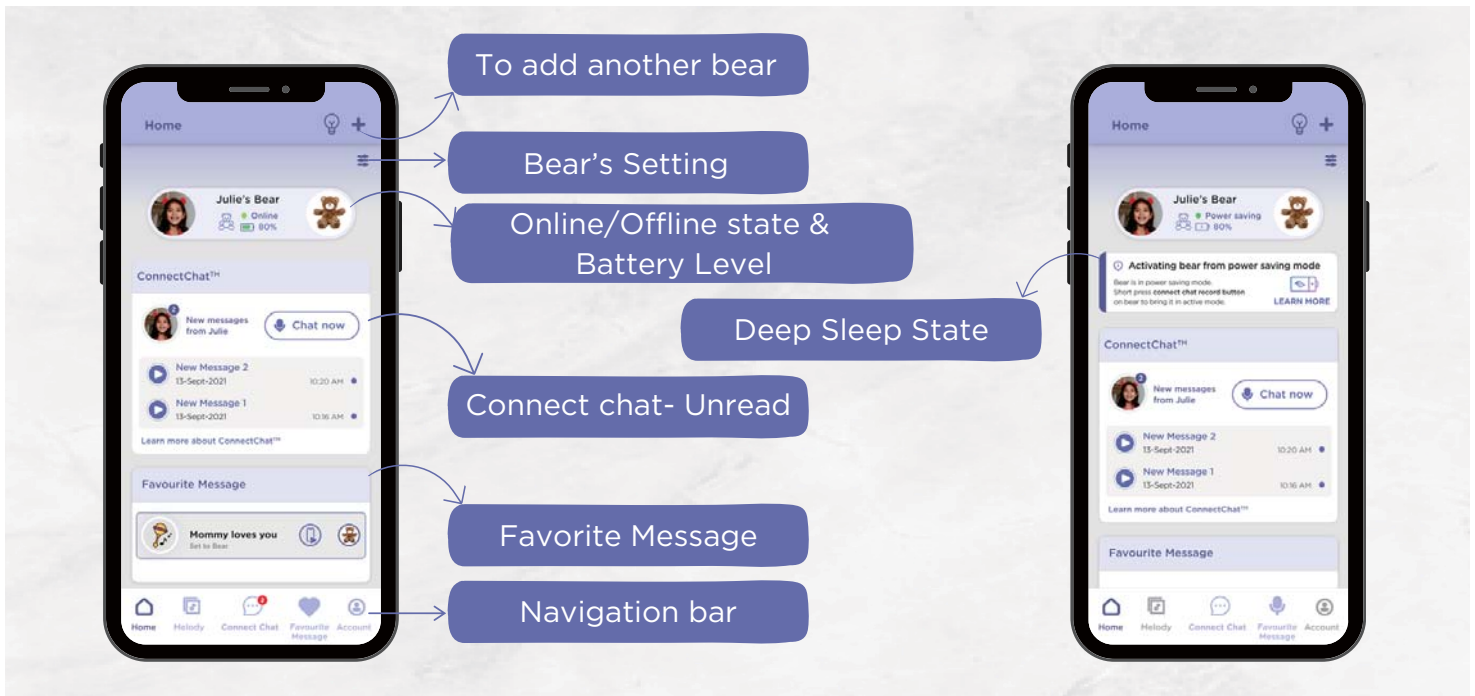 Home
Julie's Bear
Online
80%
ConnectChat™
2
New messages
from Julie
Chat now
New Message 2
13-Sept-2021
10:20 AM
New Message 1
13-Sept-2021
10:16 AM
Learn more about ConnectChat™
Favourite Message
Mommy loves you
Set to Bear
2
Home
Melody
Connect Chat
Favourite
Message
Account
To add another bear
Bear's Setting
Online/Offline state &
Battery Level
Deep Sleep State
Connect chat- Unread
Favorite Message
Navigation bar
Home
Julie's Bear
Power saving
80%
Activating bear from power saving mode
Bear is in power saving mode.
Short press connect chat record button
on bear to bring it in active mode.
LEARN MORE
ConnectChat™
2
New messages
from Julie
Chat now
New Message 2
13-Sept-2021
10:20 AM
New Message 1
13-Sept-2021
10:16 AM
Learn more about ConnectChat™
Favourite Message
Home
Melody
Connect Chat
Favourite
Message
Account